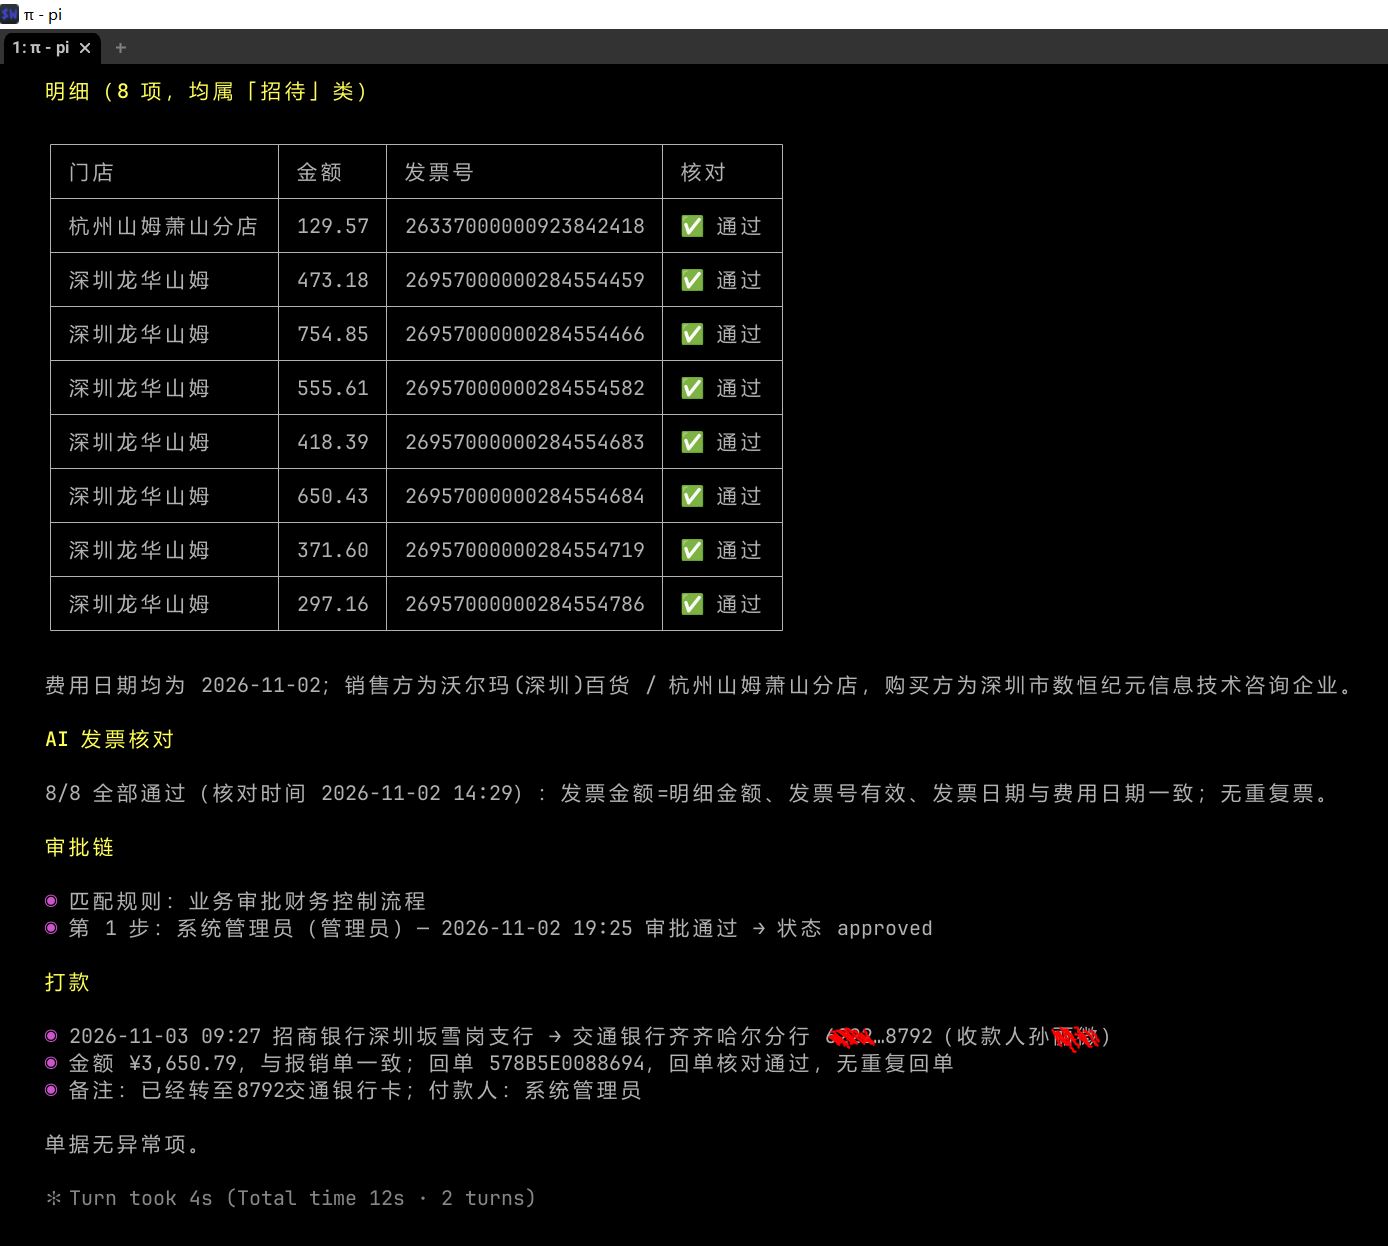 π - pi
1: π - pi × +
明细（8 项，均属「招待」类）
门店 金额 发票号 核对
杭州山姆萧山分店 129.57 26337000000923842418 ✅ 通过
深圳龙华山姆 473.18 26957000000284554459 ✅ 通过
深圳龙华山姆 754.85 26957000000284554466 ✅ 通过
深圳龙华山姆 555.61 26957000000284554582 ✅ 通过
深圳龙华山姆 418.39 26957000000284554683 ✅ 通过
深圳龙华山姆 650.43 26957000000284554684 ✅ 通过
深圳龙华山姆 371.60 26957000000284554719 ✅ 通过
深圳龙华山姆 297.16 26957000000284554786 ✅ 通过
费用日期均为 2026-11-02；销售方为沃尔玛(深圳)百货 / 杭州山姆萧山分店，购买方为深圳市数恒纪元信息技术咨询企业。
AI 发票核对
8/8 全部通过（核对时间 2026-11-02 14:29）：发票金额=明细金额、发票号有效、发票日期与费用日期一致；无重复票。
审批链
◉ 匹配规则：业务审批财务控制流程
◉ 第 1 步：系统管理员（管理员）— 2026-11-02 19:25 审批通过 → 状态 approved
打款
◉ 2026-11-03 09:27 招商银行深圳坂雪岗支行 → 交通银行齐齐哈尔分行 …8792（收款人孙）
◉ 金额 ¥3,650.79，与报销单一致；回单 578B5E0088694，回单核对通过，无重复回单
◉ 备注：已经转至8792交通银行卡；付款人：系统管理员
单据无异常项。
✻ Turn took 4s (Total time 12s · 2 turns)